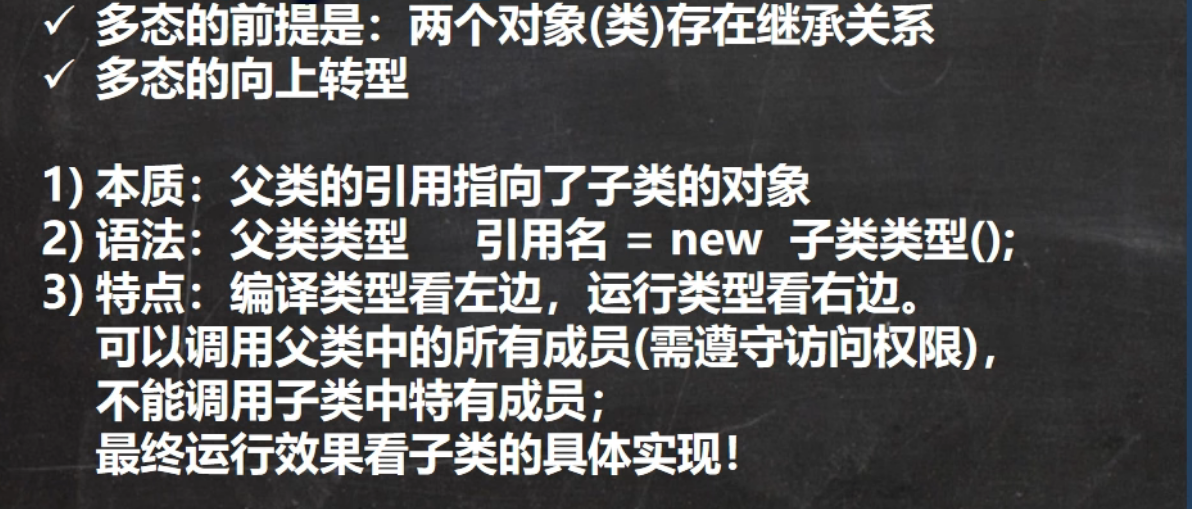 ✓ 多态的前提是：两个对象(类)存在继承关系
✓ 多态的向上转型
1) 本质：父类的引用指向了子类的对象
2) 语法：父类类型 引用名 = new 子类类型();
3) 特点：编译类型看左边，运行类型看右边。
可以调用父类中的所有成员(需遵守访问权限)，
不能调用子类中特有成员；
最终运行效果看子类的具体实现！